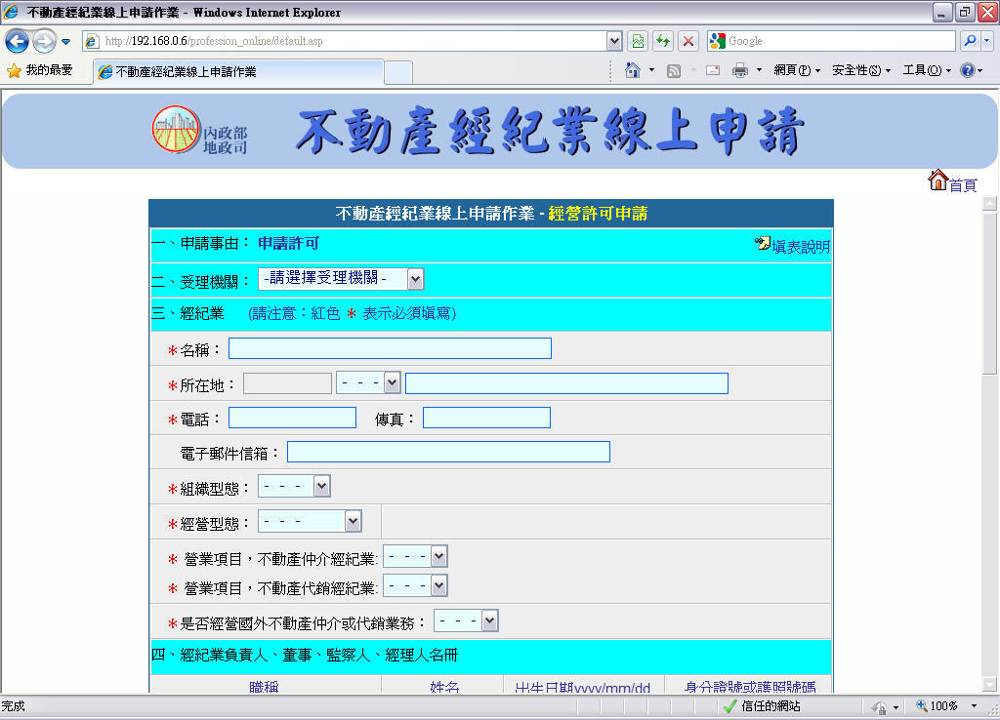 不動產經紀業線上申請作業 - Windows Internet Explorer
http://192.168.0.6/profession_online/default.asp
Google
我的最愛
不動產經紀業線上申請作業
網頁(P)
安全性(S)
工具(O)
內政部
地政司
不動產經紀業線上申請
首頁
不動產經紀業線上申請作業 - 經營許可申請
一、申請事由： 申請許可
填表說明
二、受理機關： -請選擇受理機關-
三、經紀業 (請注意：紅色 * 表示必須填寫)
*名稱：
*所在地： - - -
*電話： 傳真：
電子郵件信箱：
*組織型態： - - -
*經營型態： - - -
* 營業項目，不動產仲介經紀業: - - -
* 營業項目，不動產代銷經紀業: - - -
*是否經營國外不動產仲介或代銷業務： - - -
四、經紀業負責人、董事、監察人、經理人名冊
職稱 姓名 出生日期yyyy/mm/dd 身分證號或護照號碼
完成
信任的網站
100%